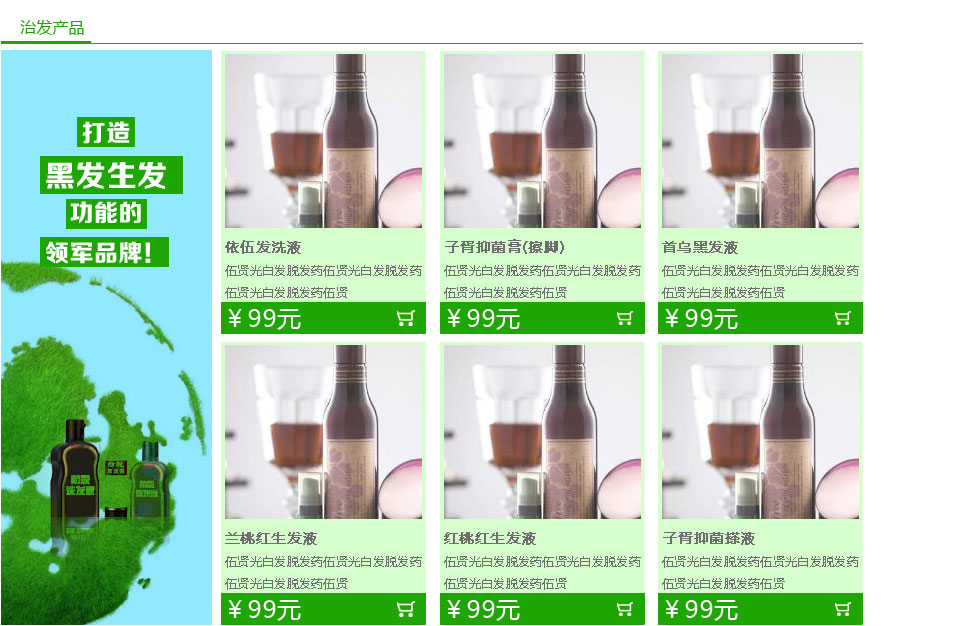 治发产品
打造
黑发生发
功能的
领军品牌！
依伍发洗液
子背抑菌膏(擦脚)
首乌黑发液
伍贤光白发脱发药伍贤光白发脱发药
伍贤光白发脱发药伍贤
伍贤光白发脱发药伍贤光白发脱发药
伍贤光白发脱发药伍贤
伍贤光白发脱发药伍贤光白发脱发药
伍贤光白发脱发药伍贤
￥99元
￥99元
￥99元
兰桃红生发液
红桃红生发液
子背抑菌搽液
伍贤光白发脱发药伍贤光白发脱发药
伍贤光白发脱发药伍贤
伍贤光白发脱发药伍贤光白发脱发药
伍贤光白发脱发药伍贤
伍贤光白发脱发药伍贤光白发脱发药
伍贤光白发脱发药伍贤
￥99元
￥99元
￥99元